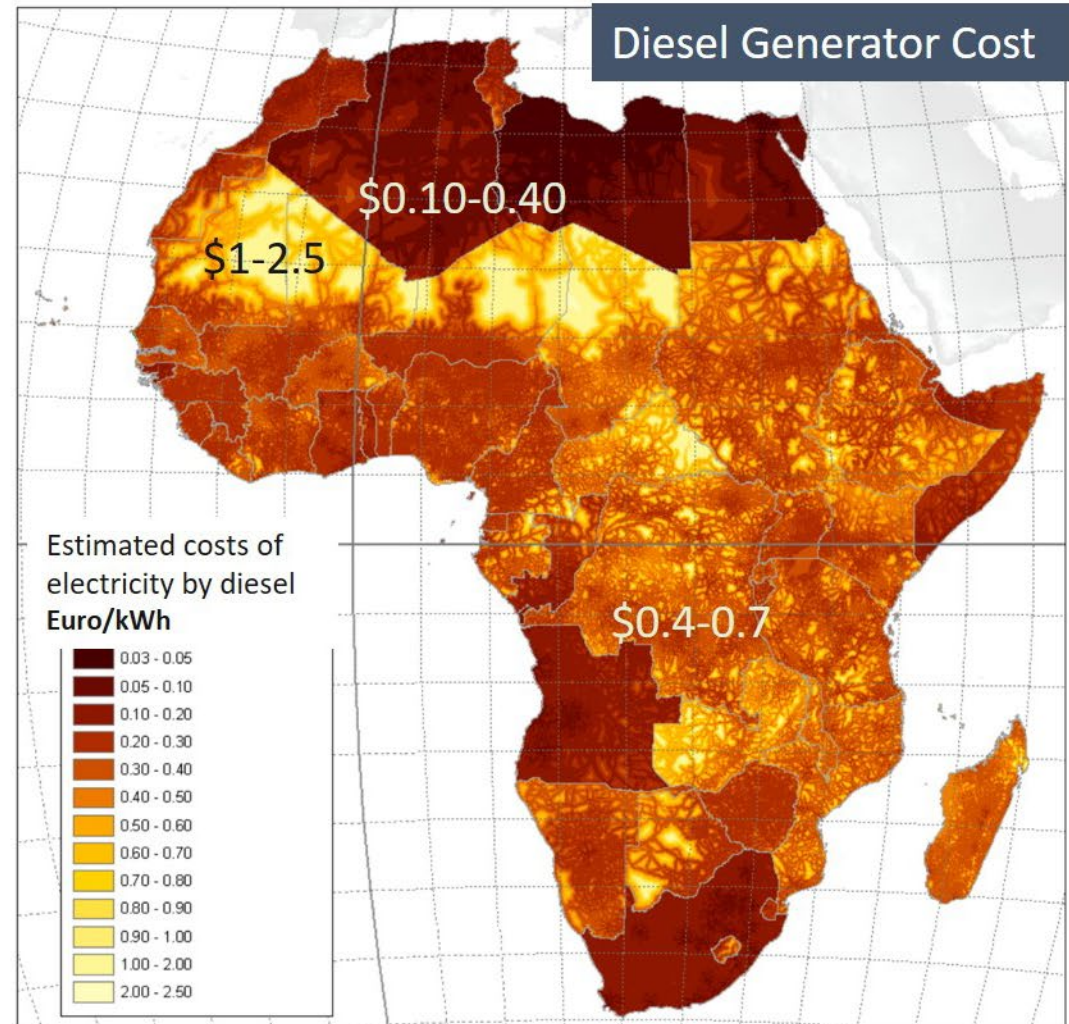 Diesel Generator Cost
$0.10-0.40
$1-2.5
Estimated costs of
electricity by diesel
Euro/kWh
$0.4-0.7
0.03 - 0.05
0.05 - 0.10
0.10 - 0.20
0.20 - 0.30
0.30 - 0.40
0.40 - 0.50
0.50 - 0.60
0.60 - 0.70
0.70 - 0.80
0.80 - 0.90
0.90 - 1.00
1.00 - 2.00
2.00 - 2.50